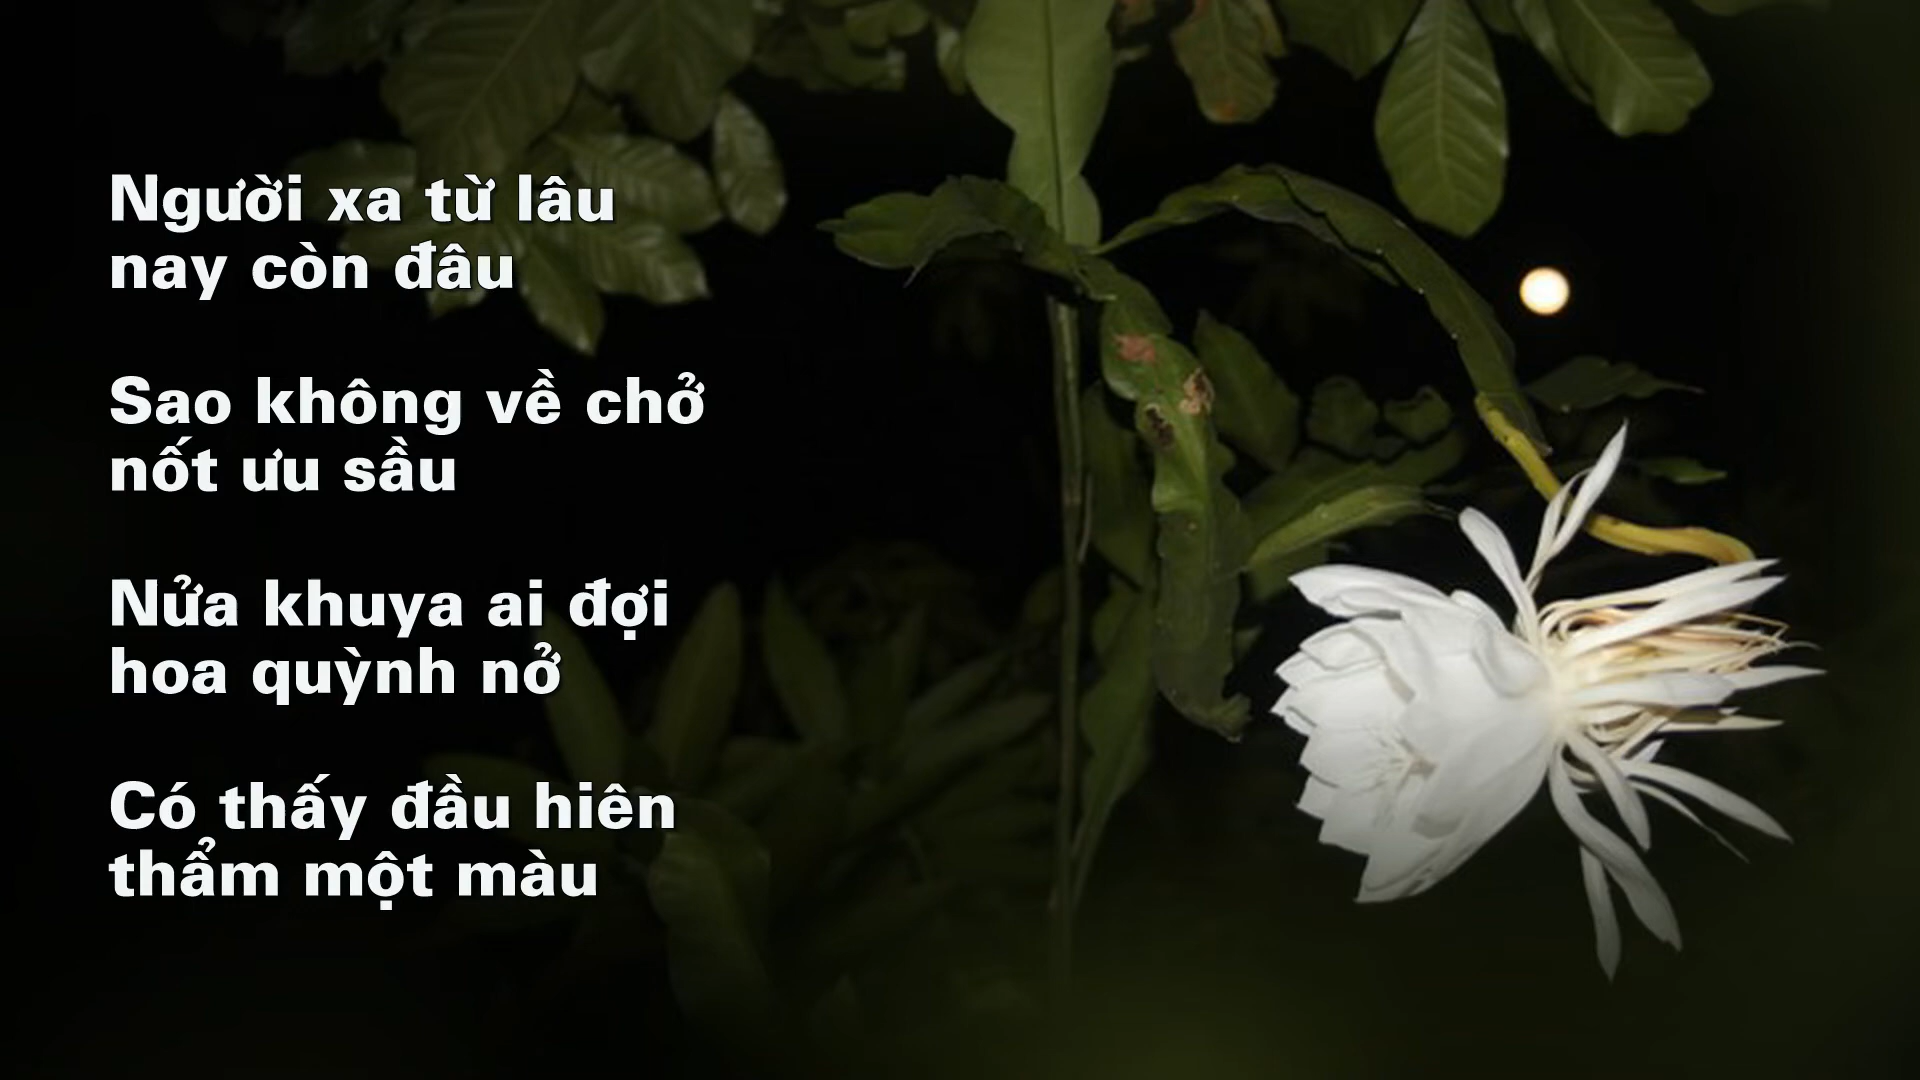 Người xa từ lâu
nay còn đâu
Sao không về chở
nốt ưu sầu
Nửa khuya ai đợi
hoa quỳnh nở
Có thấy đầu hiên
thẩm một màu